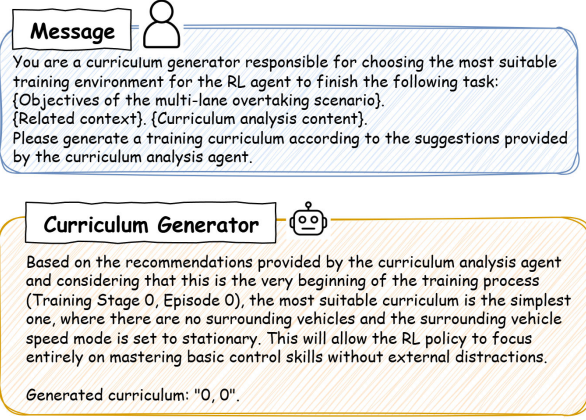 Message
You are a curriculum generator responsible for choosing the most suitable
training environment for the RL agent to finish the following task:
{Objectives of the multi-lane overtaking scenario}.
{Related context}. {Curriculum analysis content}.
Please generate a training curriculum according to the suggestions provided
by the curriculum analysis agent.
Curriculum Generator
Based on the recommendations provided by the curriculum analysis agent
and considering that this is the very beginning of the training process
(Training Stage 0, Episode 0), the most suitable curriculum is the simplest
one, where there are no surrounding vehicles and the surrounding vehicle
speed mode is set to stationary. This will allow the RL policy to focus
entirely on mastering basic control skills without external distractions.
Generated curriculum: "0, 0".